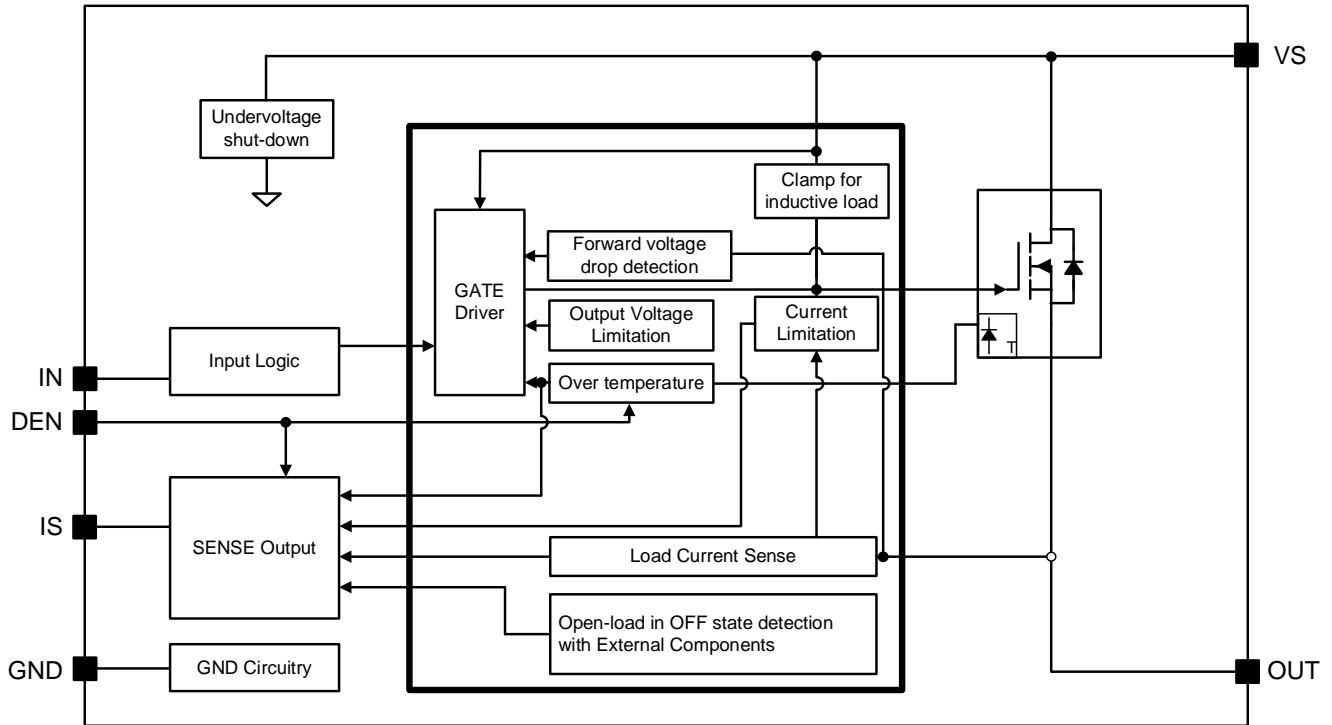 VS
Undervoltage
shut-down
Clamp for
inductive load
Forward voltage
drop detection
GATE
Driver
Output Voltage
Limitation
Current
Limitation
T
Input Logic
IN
Over temperature
DEN
IS
SENSE Output
Load Current Sense
Open-load in OFF state detection
with External Components
GND
GND Circuitry
OUT